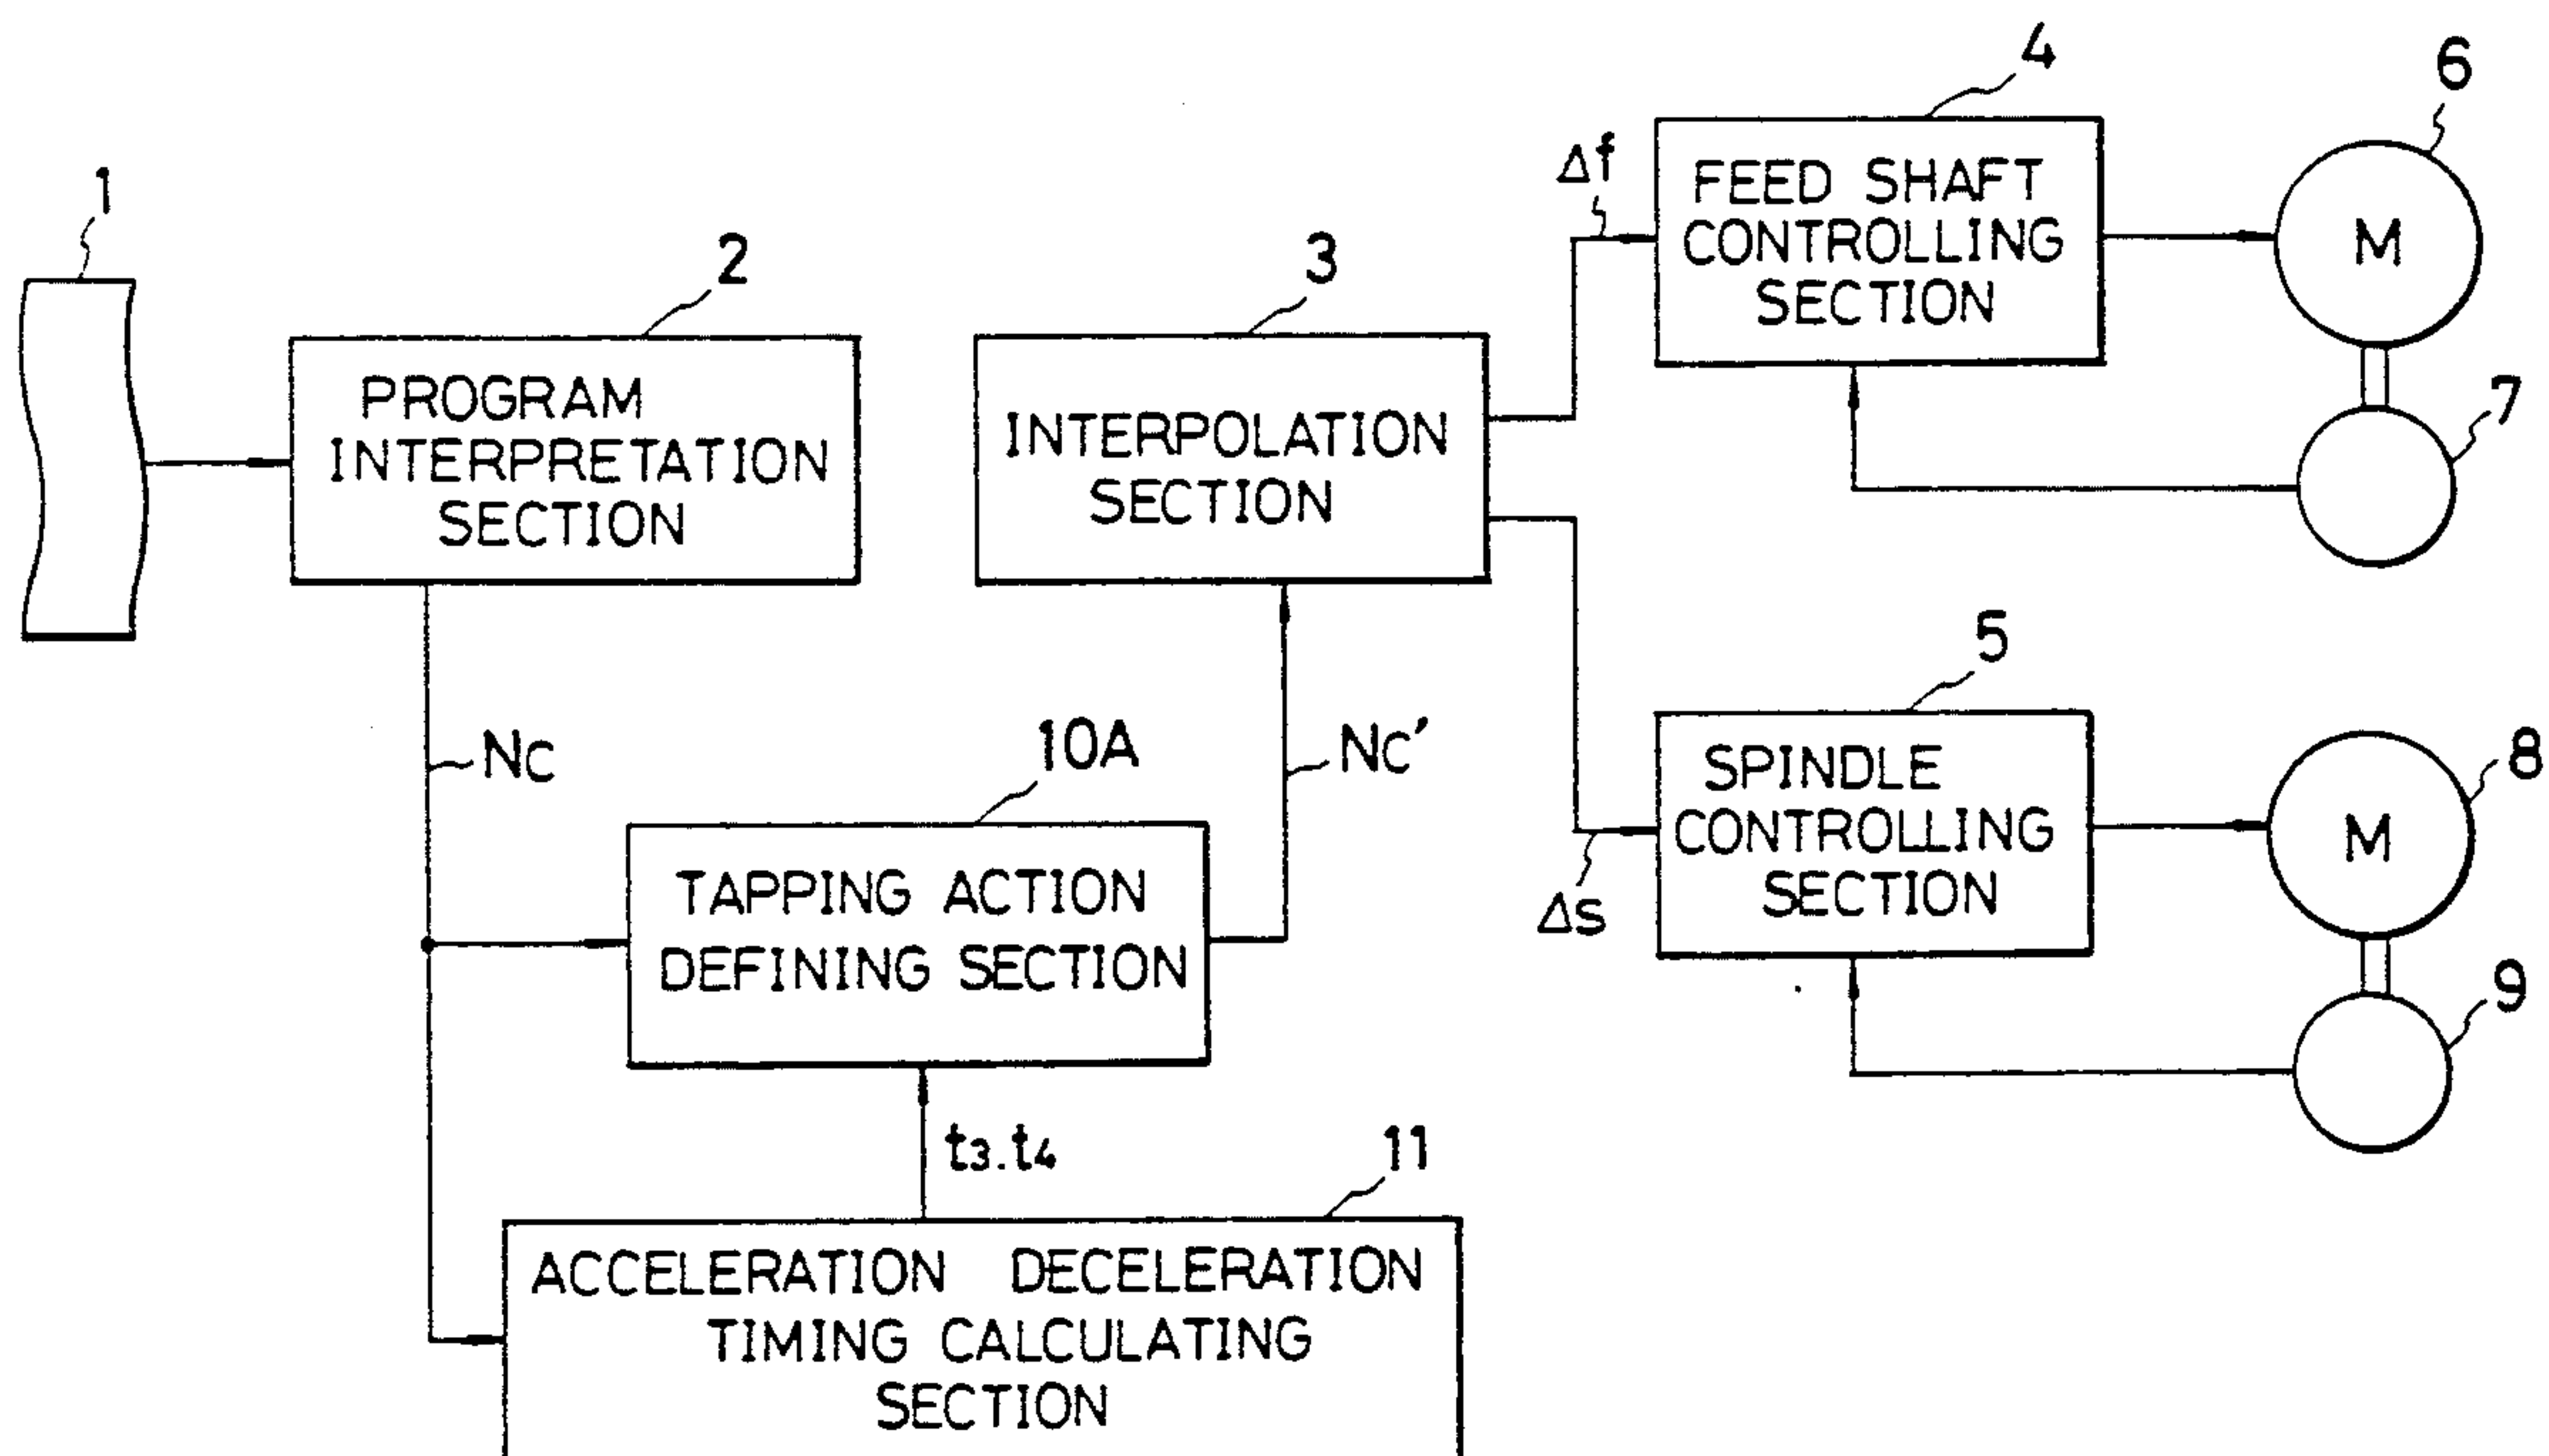 1
2
PROGRAM
INTERPRETATION
SECTION
3
INTERPOLATION
SECTION
Δf
4
FEED SHAFT
CONTROLLING
SECTION
6
M
7
Nc
10A
TAPPING ACTION
DEFINING SECTION
Nc'
Δs
5
SPINDLE
CONTROLLING
SECTION
8
M
9
t3.t4
11
ACCELERATION DECELERATION
TIMING CALCULATING
SECTION